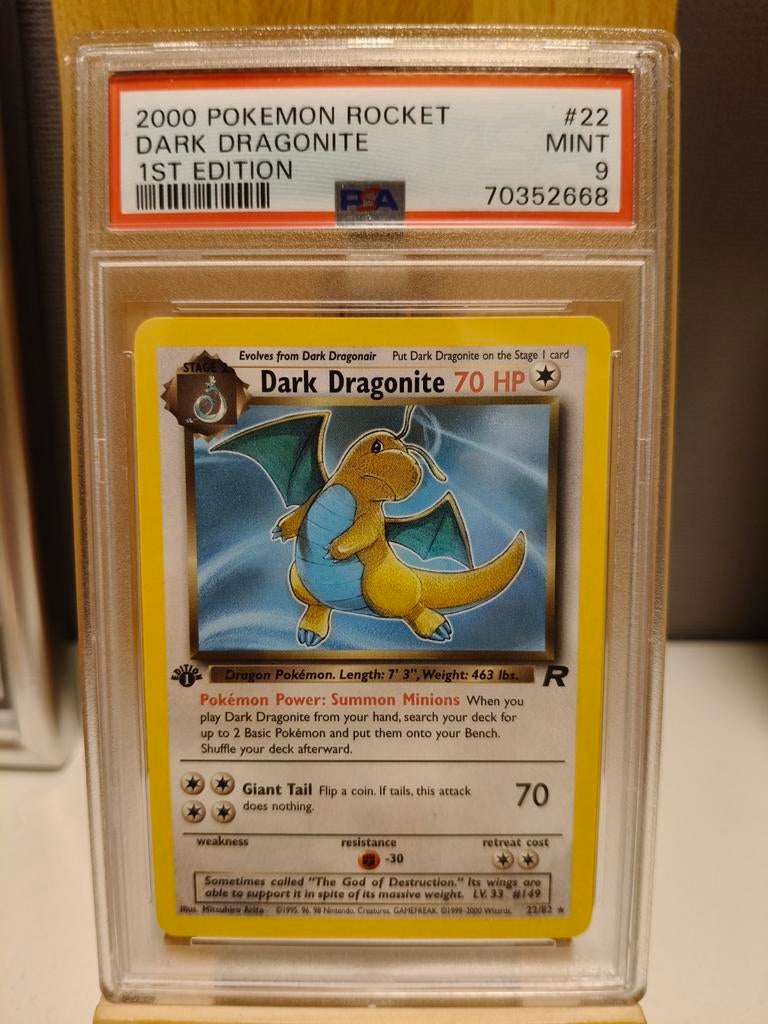 2000 POKEMON ROCKET #22
DARK DRAGONITE MINT
1ST EDITION 9
PSA 70352668
Evolves from Dark Dragonair Put Dark Dragonite on the Stage 1 card
STAGE 2
Dark Dragonite 70 HP
EDITION 1
Dragon Pokémon. Length: 7' 3", Weight: 463 lbs.
R
Pokémon Power: Summon Minions When you
play Dark Dragonite from your hand, search your deck for
up to 2 Basic Pokémon and put them onto your Bench.
Shuffle your deck afterward.
Giant Tail Flip a coin. If tails, this attack
does nothing.
70
weakness resistance retreat cost
-30
Sometimes called "The God of Destruction." Its wings are
able to support it in spite of its massive weight. LV. 33 #149
Illus. Mitsuhiro Arita ©1995, 96, 98 Nintendo, Creatures, GAMEFREAK. ©1999-2000 Wizards. 22/82 ★